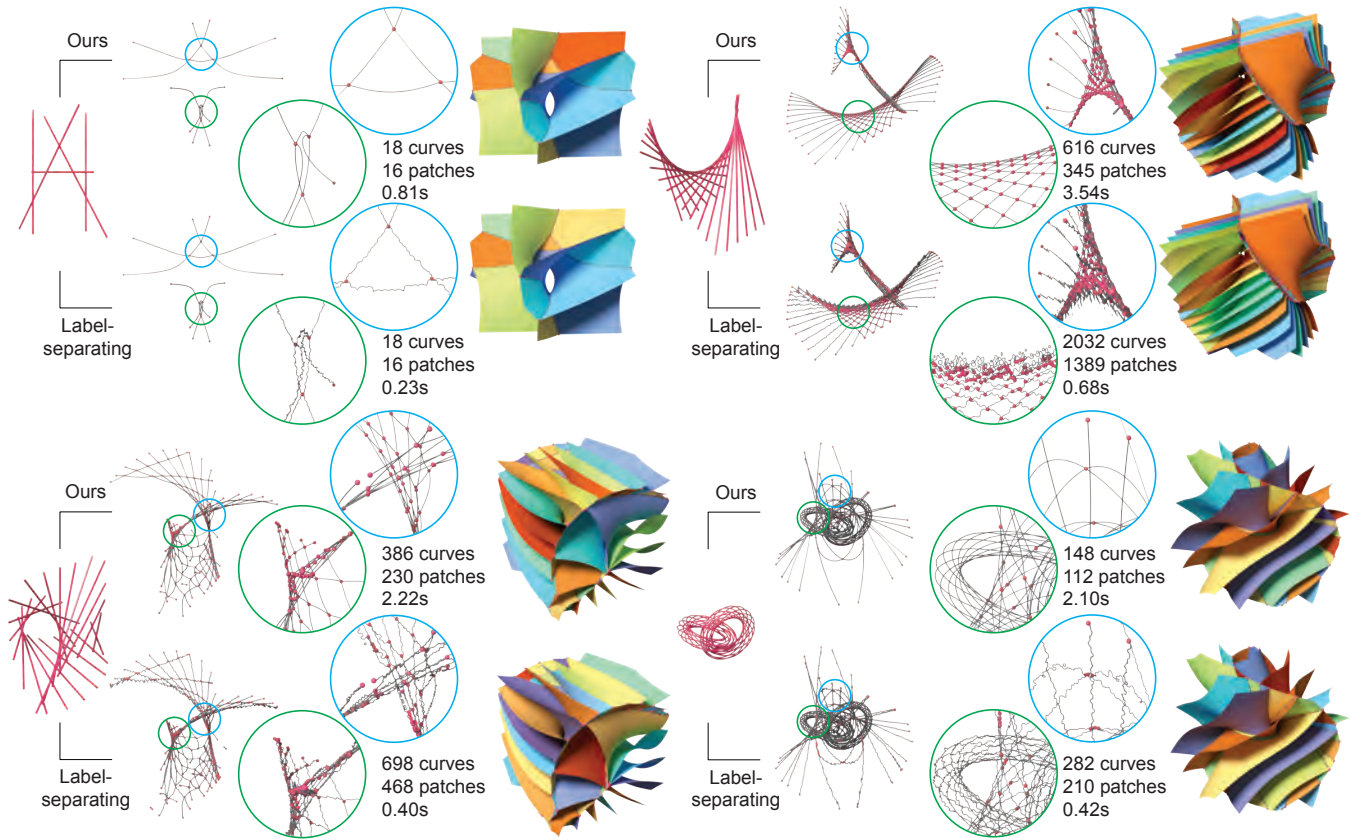 Ours
18 curves
16 patches
0.81s
Label-
separating
18 curves
16 patches
0.23s
Ours
616 curves
345 patches
3.54s
Label-
separating
2032 curves
1389 patches
0.68s
Ours
386 curves
230 patches
2.22s
Label-
separating
698 curves
468 patches
0.40s
Ours
148 curves
112 patches
2.10s
Label-
separating
282 curves
210 patches
0.42s